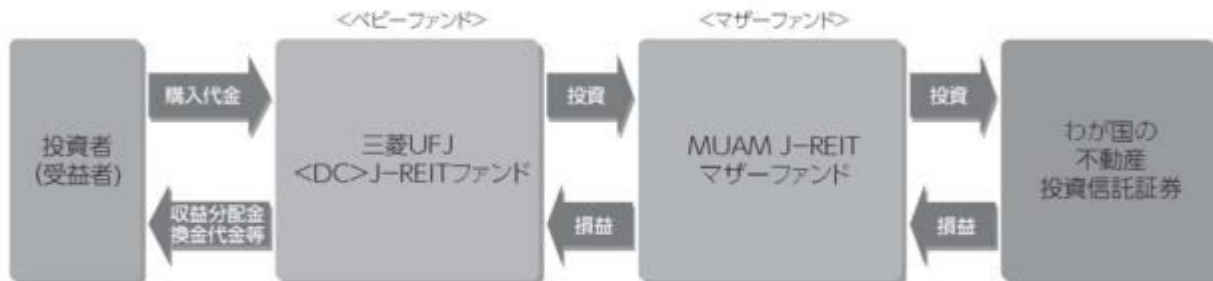 <ベビーファンド>
<マザーファンド>
購入代金
投資
投資
投資者
(受益者)
三菱UFJ
<DC>J-REITファンド
MUAM J-REIT
マザーファンド
わが国の
不動産
投資信託証券
収益分配金
換金代金等
損益
損益